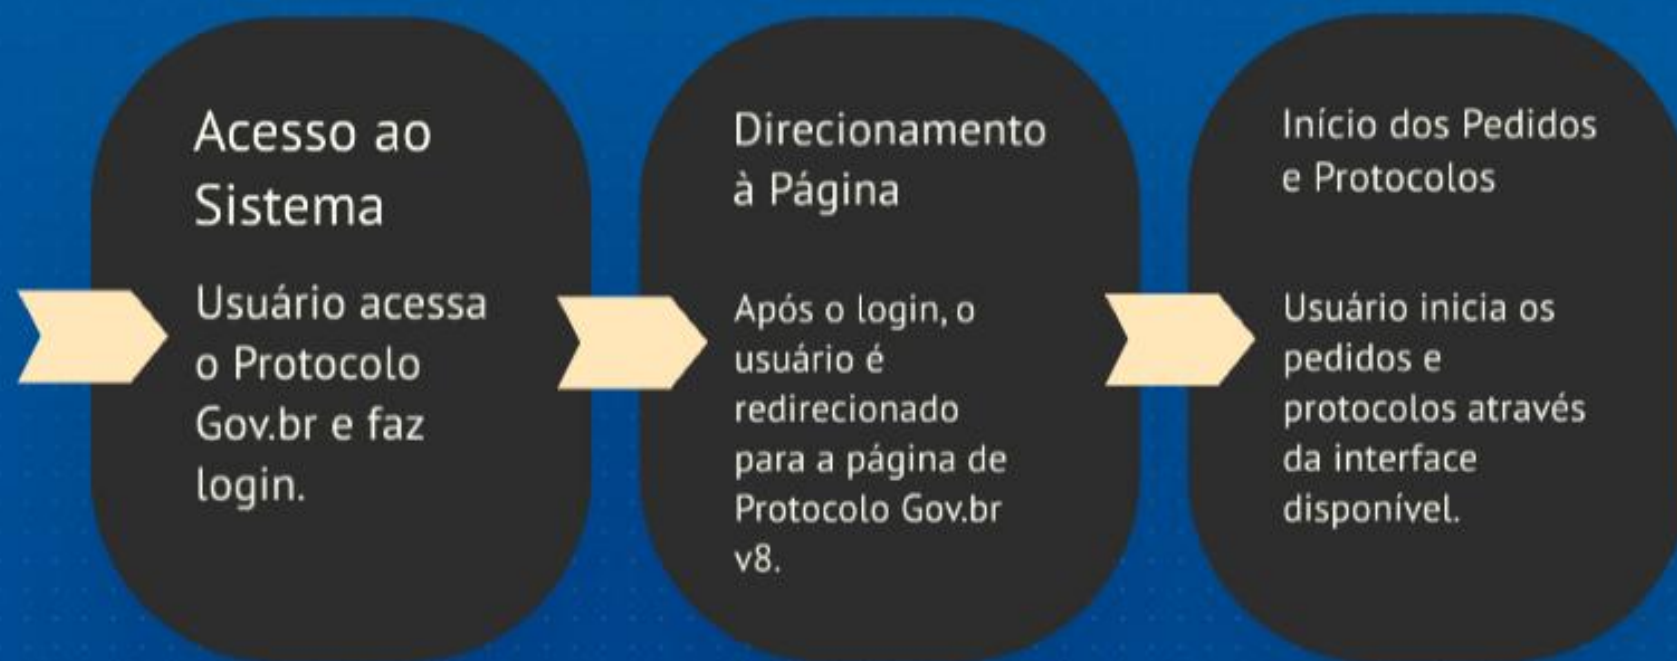 Acesso ao
Sistema
Usuário acessa
o Protocolo
Gov.br e faz
login.
Direcionamento
à Página
Após o login, o
usuário é
redirecionado
para a página de
Protocolo Gov.br
v8.
Início dos Pedidos
e Protocolos
Usuário inicia os
pedidos e
protocolos através
da interface
disponível.